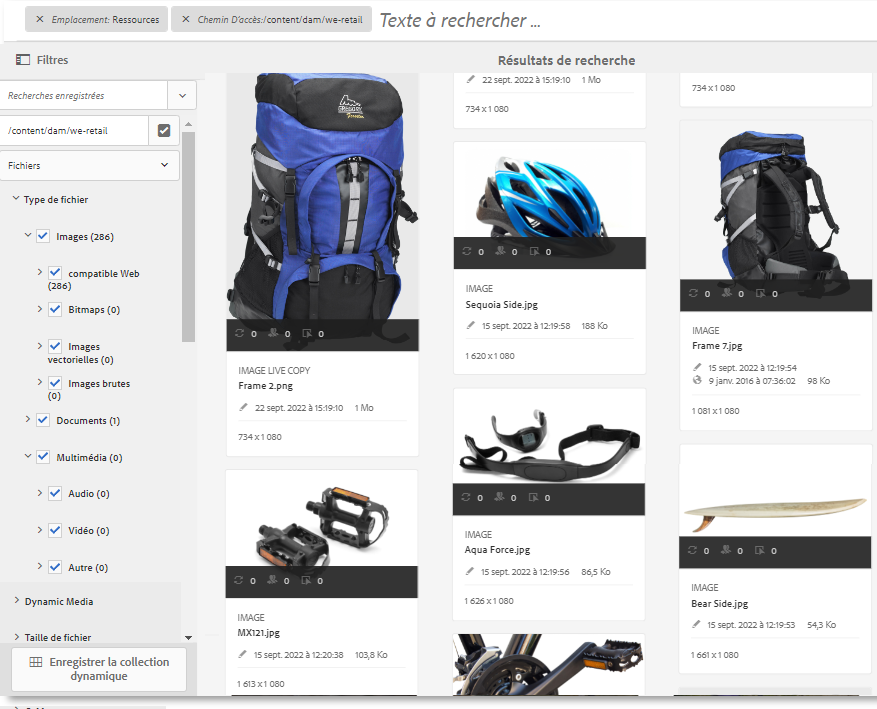 × Emplacement: Ressources
× Chemin D'accès:/content/dam/we-retail
Texte à rechercher ...
Filtres
Résultats de recherche
Recherches enregistrées
/content/dam/we-retail
Fichiers
Type de fichier
Images (286)
compatible Web
(286)
Bitmaps (0)
Images
vectorielles (0)
Images brutes
(0)
Documents (1)
Multimédia (0)
Audio (0)
Vidéo (0)
Autre (0)
Dynamic Media
Taille de fichier
Enregistrer la collection
dynamique
GREGORY
0 0 0
IMAGE LIVE COPY
Frame 2.png
22 sept. 2022 à 15:19:10 1 Mo
734 x 1 080
0 0 0
IMAGE
MX121.jpg
15 sept. 2022 à 12:20:38 103,8 Ko
1 613 x 1 080
22 sept. 2022 à 15:19:10 1 Mo
734 x 1 080
0 0 0
IMAGE
Sequoia Side.jpg
15 sept. 2022 à 12:19:58 188 Ko
1 620 x 1 080
0 0 0
IMAGE
Aqua Force.jpg
15 sept. 2022 à 12:19:56 86,5 Ko
1 626 x 1 080
734 x 1 080
0 0 0
IMAGE
Frame 7.jpg
15 sept. 2022 à 12:19:54
9 janv. 2016 à 07:36:02 98 Ko
1 081 x 1 080
0 0 0
IMAGE
Bear Side.jpg
15 sept. 2022 à 12:19:53 54,3 Ko
1 661 x 1 080